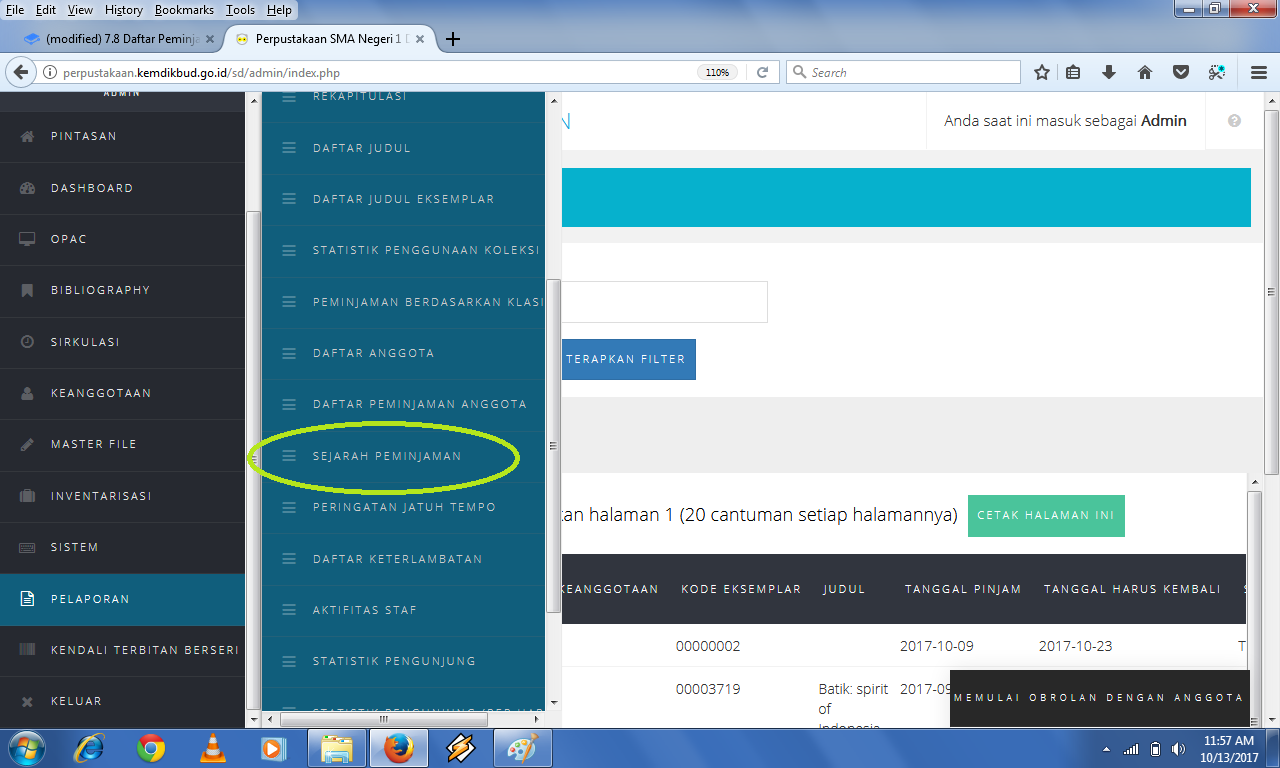 File Edit View History Bookmarks Tools Help
(modified) 7.8 Daftar Peminja
Perpustakaan SMA Negeri 1 D
perpustakaan.kemdikbud.go.id/sd/admin/index.php
110%
Search
ADMIN
PINTASAN
DASHBOARD
OPAC
BIBLIOGRAPHY
SIRKULASI
KEANGGOTAAN
MASTER FILE
INVENTARISASI
SISTEM
PELAPORAN
KENDALI TERBITAN BERSERI
KELUAR
REKAPITULASI
DAFTAR JUDUL
DAFTAR JUDUL EKSEMPLAR
STATISTIK PENGGUNAAN KOLEKSI
PEMINJAMAN BERDASARKAN KLASI
DAFTAR ANGGOTA
DAFTAR PEMINJAMAN ANGGOTA
SEJARAH PEMINJAMAN
PERINGATAN JATUH TEMPO
DAFTAR KETERLAMBATAN
AKTIFITAS STAF
STATISTIK PENGUNJUNG
N
Anda saat ini masuk sebagai Admin
TERAPKAN FILTER
kan halaman 1 (20 cantuman setiap halamannya)
CETAK HALAMAN INI
KEANGGOTAAN KODE EKSEMPLAR JUDUL TANGGAL PINJAM TANGGAL HARUS KEMBALI S
00000002 2017-10-09 2017-10-23 T
00003719 Batik: spirit 2017-09
of
Indonesia
MEMULAI OBROLAN DENGAN ANGGOTA
11:57 AM
10/13/2017